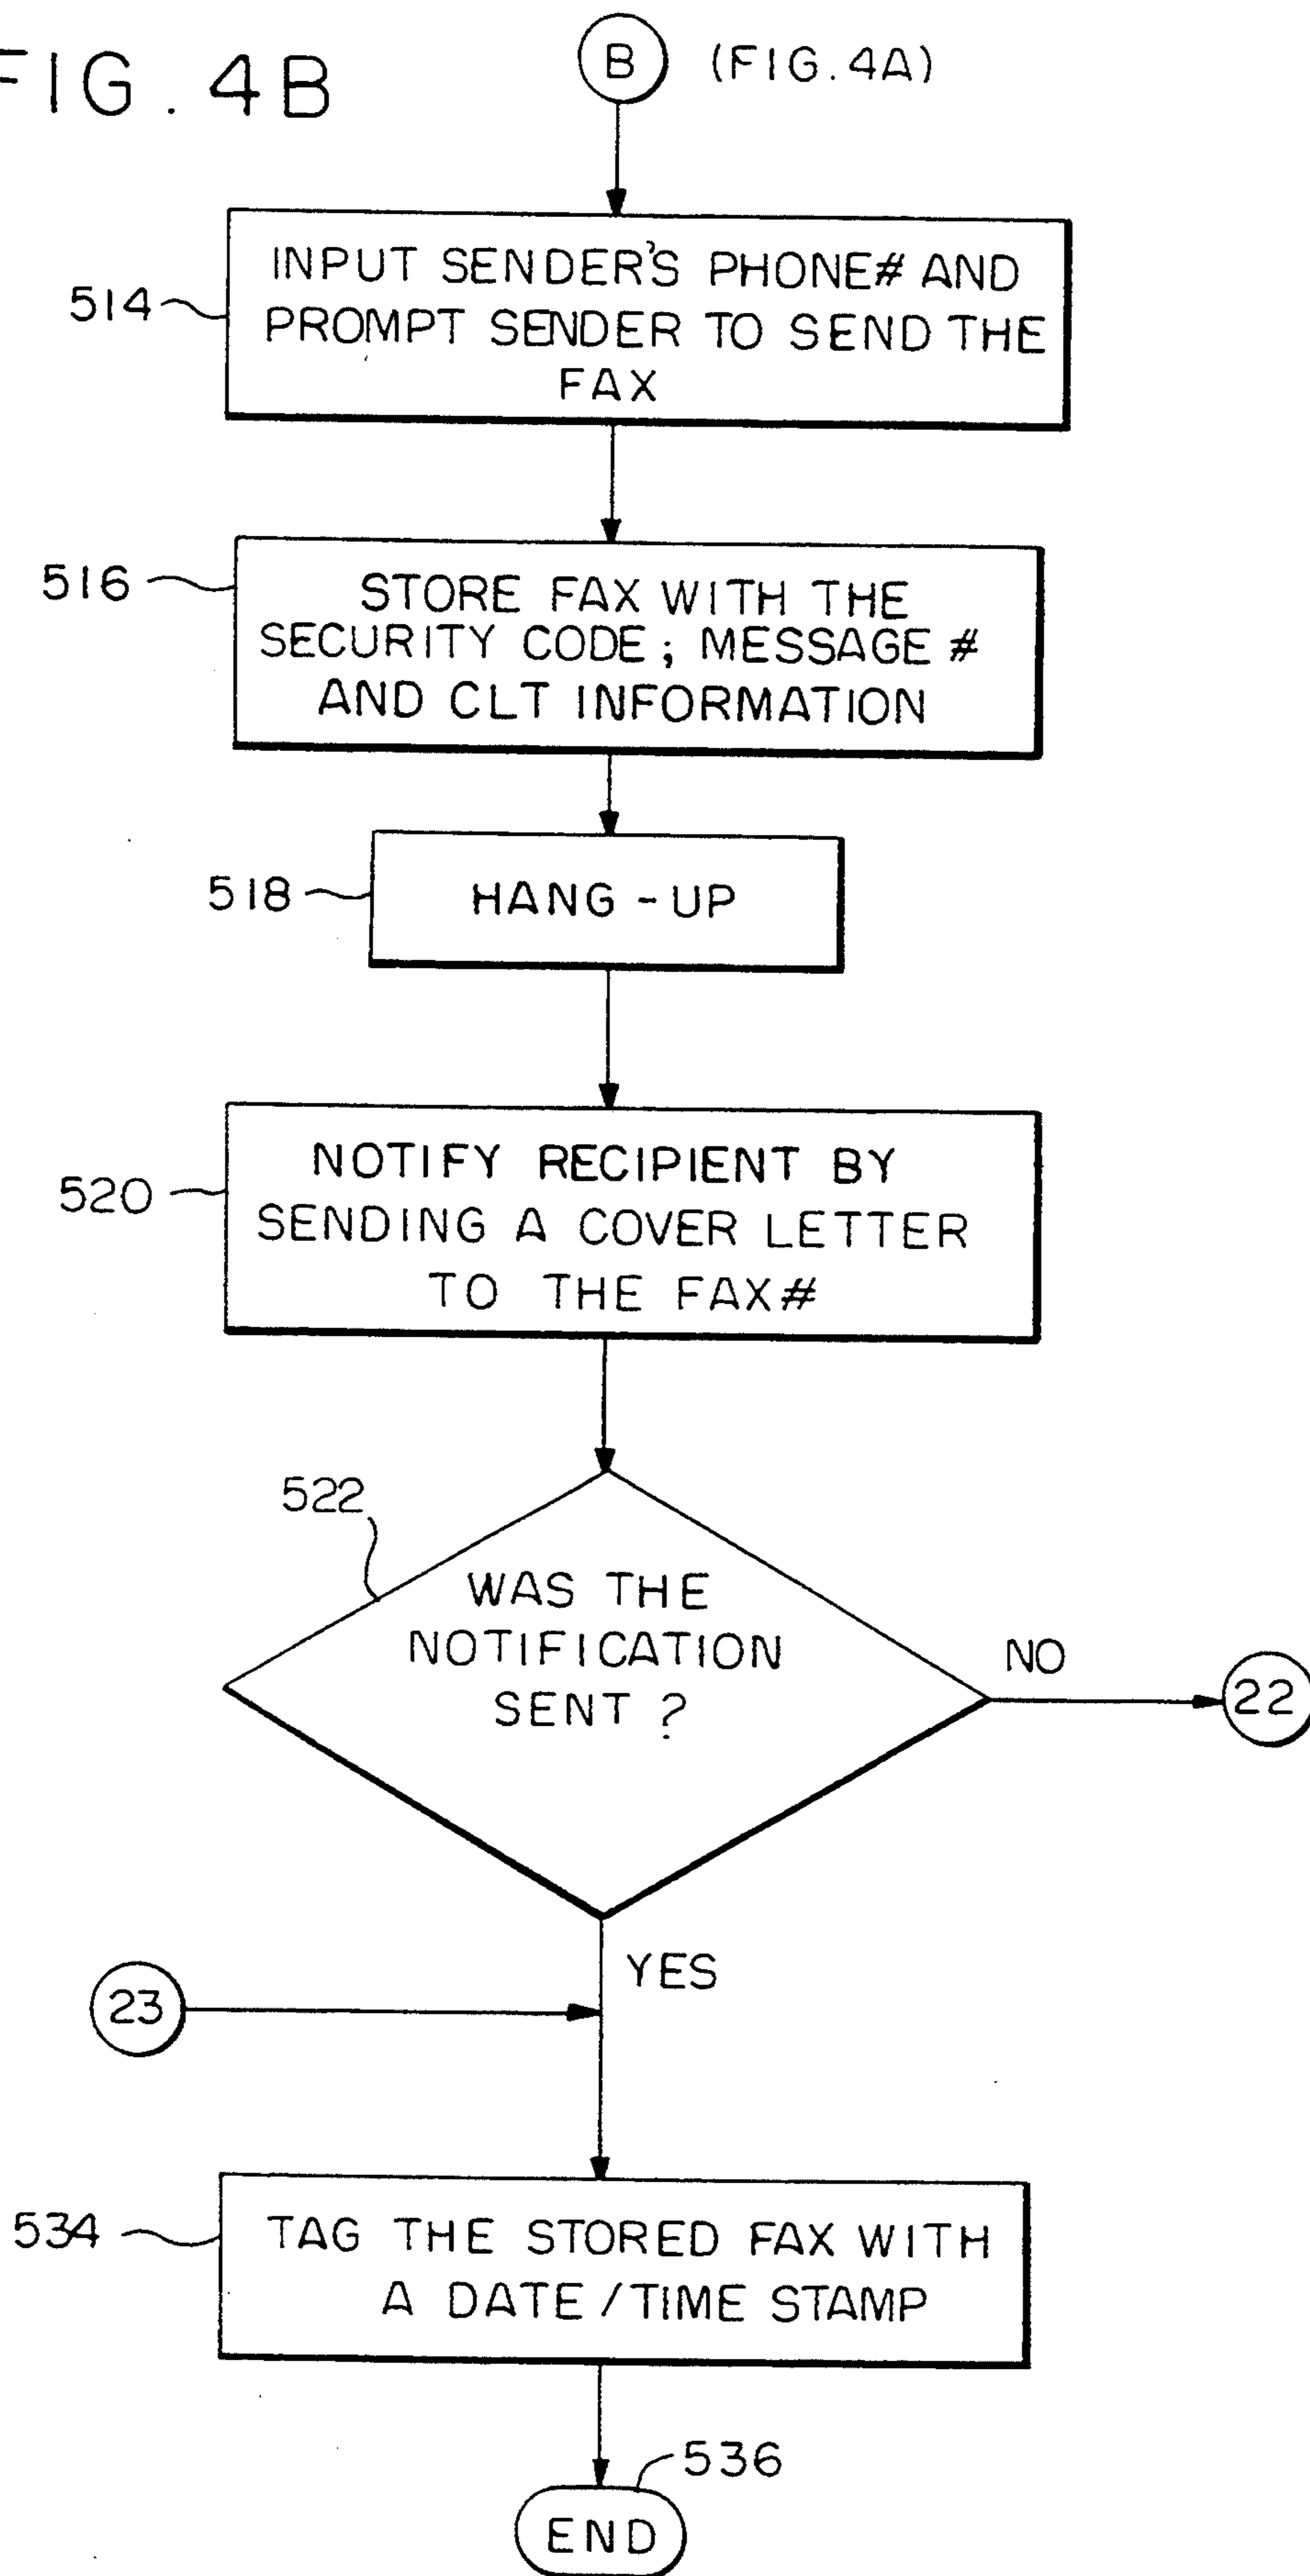 FIG. 4B
B (FIG. 4A)
514
INPUT SENDER'S PHONE# AND
PROMPT SENDER TO SEND THE
FAX
516
STORE FAX WITH THE
SECURITY CODE; MESSAGE #
AND CLT INFORMATION
518
HANG-UP
520
NOTIFY RECIPIENT BY
SENDING A COVER LETTER
TO THE FAX#
522
WAS THE
NOTIFICATION
SENT?
NO
22
YES
23
534
TAG THE STORED FAX WITH
A DATE/TIME STAMP
536
END